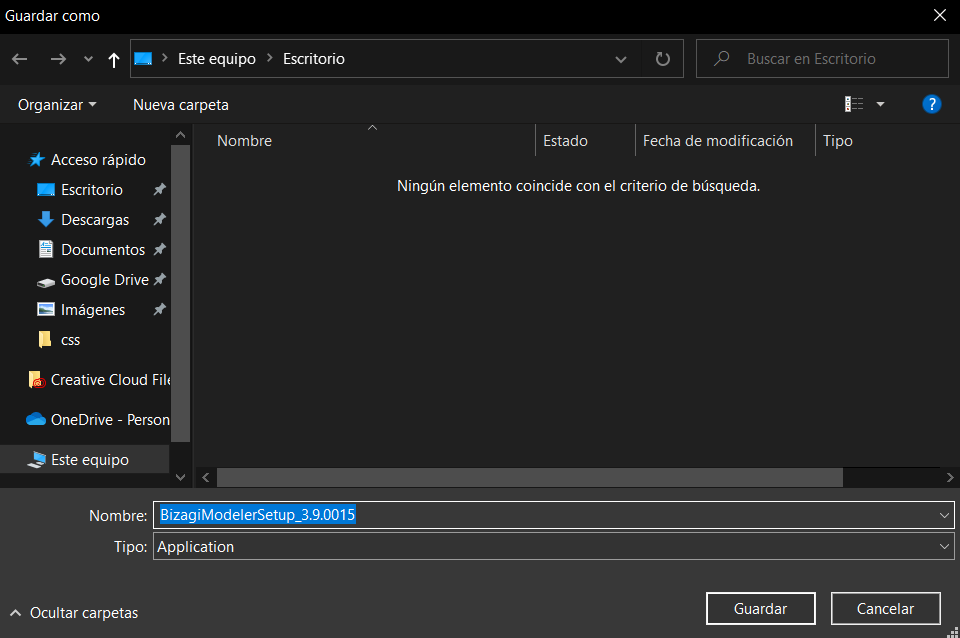 Guardar como
Este equipo Escritorio
Buscar en Escritorio
Organizar Nueva carpeta
?
Nombre Estado Fecha de modificación Tipo
Ningún elemento coincide con el criterio de búsqueda.
Acceso rápido
Escritorio
Descargas
Documentos
Google Drive
Imágenes
css
Creative Cloud File
OneDrive - Person
Este equipo
Nombre: BizagiModelerSetup_3.9.0015
Tipo: Application
Ocultar carpetas
Guardar Cancelar